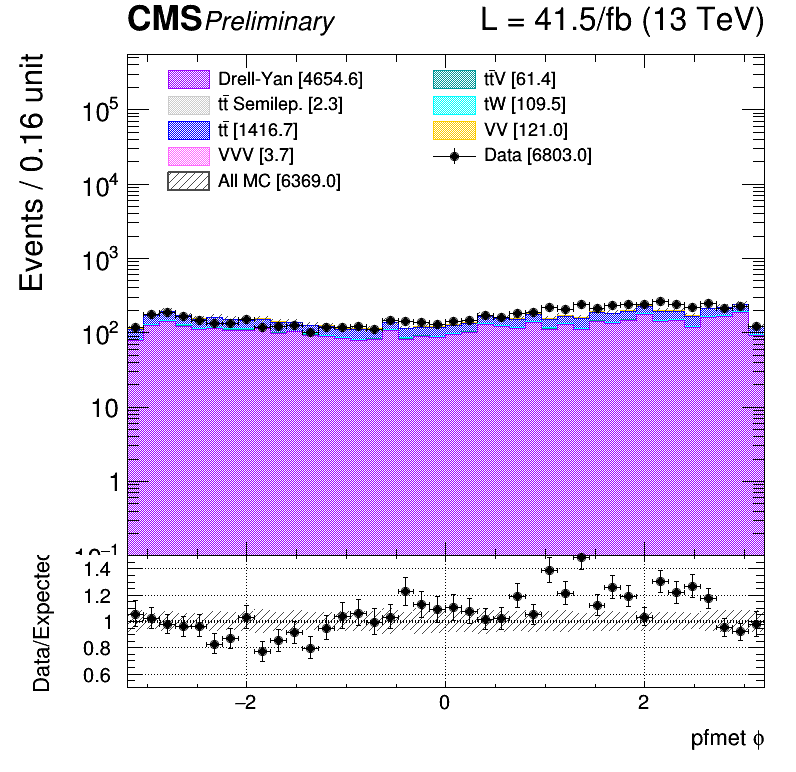 CMS Preliminary L = 41.5/fb (13 TeV)
Events / 0.16 unit
Drell-Yan [4654.6]
tt̄ Semilep. [2.3]
tt̄ [1416.7]
VVV [3.7]
All MC [6369.0]
tt̄V [61.4]
tW [109.5]
VV [121.0]
Data [6803.0]
10⁵
10⁴
10³
10²
10
1
10⁻¹
Data/Expected
1.4
1.2
1
0.8
0.6
−2 0 2
pfmet ϕ